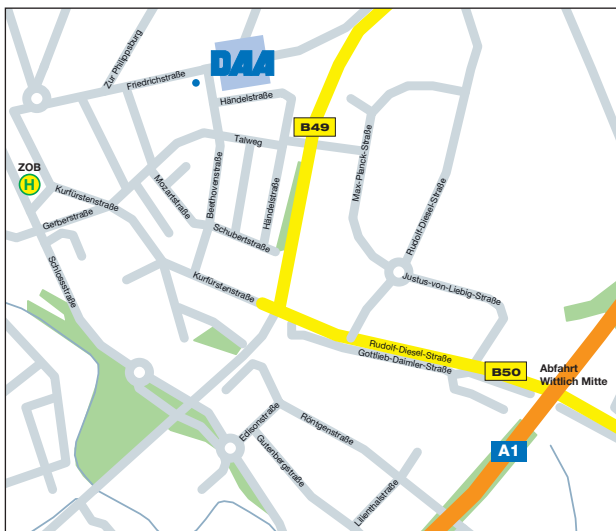 Zur Philippsburg
DAA
Friedrichstraße
Händelstraße
B49
Talweg
Max-Planck-Straße
ZOB
H
Kurfürstenstraße
Mozartstraße
Beethovenstraße
Händelstraße
Rudolf-Diesel-Straße
Gerberstraße
Schubertstraße
Schlossstraße
Kurfürstenstraße
Justus-von-Liebig-Straße
Rudolf-Diesel-Straße
Gottlieb-Daimler-Straße
B50
Abfahrt
Wittlich Mitte
Edisonstraße
Röntgenstraße
Gutenbergstraße
A1
Lilienthalstraße